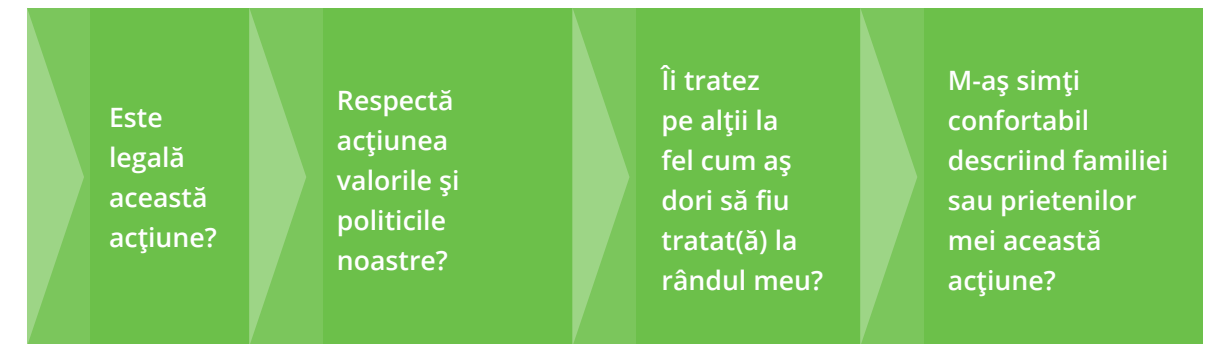 Este
legală
această
acţiune?
Respectă
acţiunea
valorile şi
politicile
noastre?
Îi tratez
pe alţii la
fel cum aş
dori să fiu
tratat(ă) la
rândul meu?
M-aş simţi
confortabil
descriind familiei
sau prietenilor
mei această
acţiune?